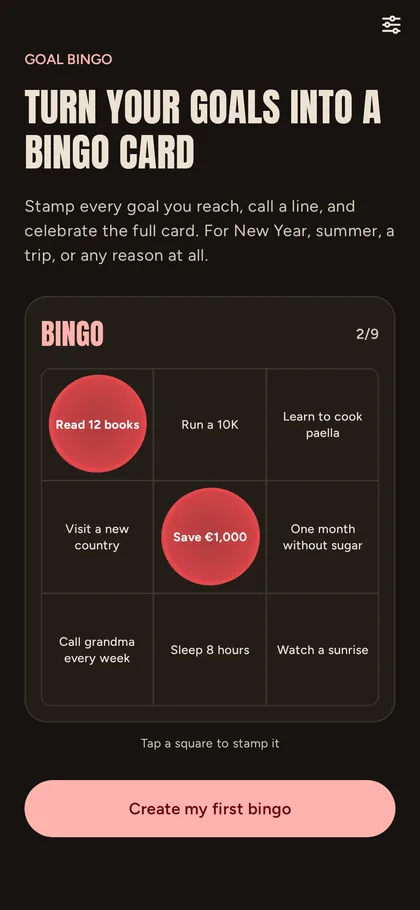 GOAL BINGO
TURN YOUR GOALS INTO A
BINGO CARD
Stamp every goal you reach, call a line, and
celebrate the full card. For New Year, summer, a
trip, or any reason at all.
BINGO
2/9
Read 12 books
Run a 10K
Learn to cook
paella
Visit a new
country
Save €1,000
One month
without sugar
Call grandma
every week
Sleep 8 hours
Watch a sunrise
Tap a square to stamp it
Create my first bingo